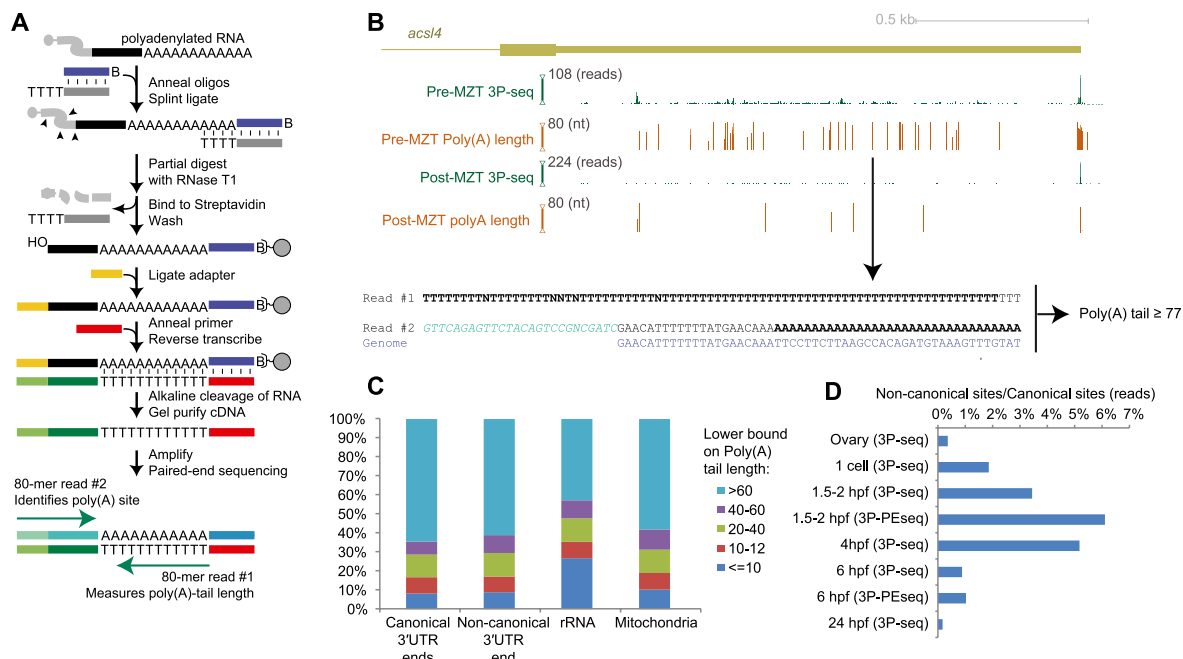 A
polyadenylated RNA
AAAAAAAAAAA
B
TTTT
Anneal oligos
Splint ligate
AAAAAAAAAAA
B
TTTT
Partial digest
with RNase T1
TTTT
Bind to Streptavidin
Wash
HO
AAAAAAAAAAA
B
Ligate adapter
AAAAAAAAAAA
B
Anneal primer
Reverse transcribe
AAAAAAAAAAA
B
TTTTTTTTTTTT
Alkaline cleavage of RNA
Gel purify cDNA
TTTTTTTTTTTT
Amplify
Paired-end sequencing
80-mer read #2
Identifies poly(A) site
AAAAAAAAAAA
TTTTTTTTTTTT
80-mer read #1
Measures poly(A)-tail length
B
0.5 kb
acsl4
108 (reads)
Pre-MZT 3P-seq
80 (nt)
Pre-MZT Poly(A) length
224 (reads)
Post-MZT 3P-seq
80 (nt)
Post-MZT polyA length
Read #1
Read #2 GTTCAGAGTTCTACAGTCCGNCGATCGAACATTTTTTTATGAACAAAAAAAAAAAAAAAAAAAAAAAAAAAAAAAAAAAA
Genome GAACATTTTTTTATGAACAAATTCCTTCTTAAGCCACAGATGTAAAGTTTGTAT
Poly(A) tail ≥ 77
C
100%
90%
80%
70%
60%
50%
40%
30%
20%
10%
0%
Canonical
3'UTR
ends
Non-canonical
3'UTR
end
rRNA
Mitochondria
Lower bound
on Poly(A)
tail length:
>60
40-60
20-40
10-12
<=10
D
Non-canonical sites/Canonical sites (reads)
0% 1% 2% 3% 4% 5% 6% 7%
Ovary (3P-seq)
1 cell (3P-seq)
1.5-2 hpf (3P-seq)
1.5-2 hpf (3P-PEseq)
4hpf (3P-seq)
6 hpf (3P-seq)
6 hpf (3P-PEseq)
24 hpf (3P-seq)